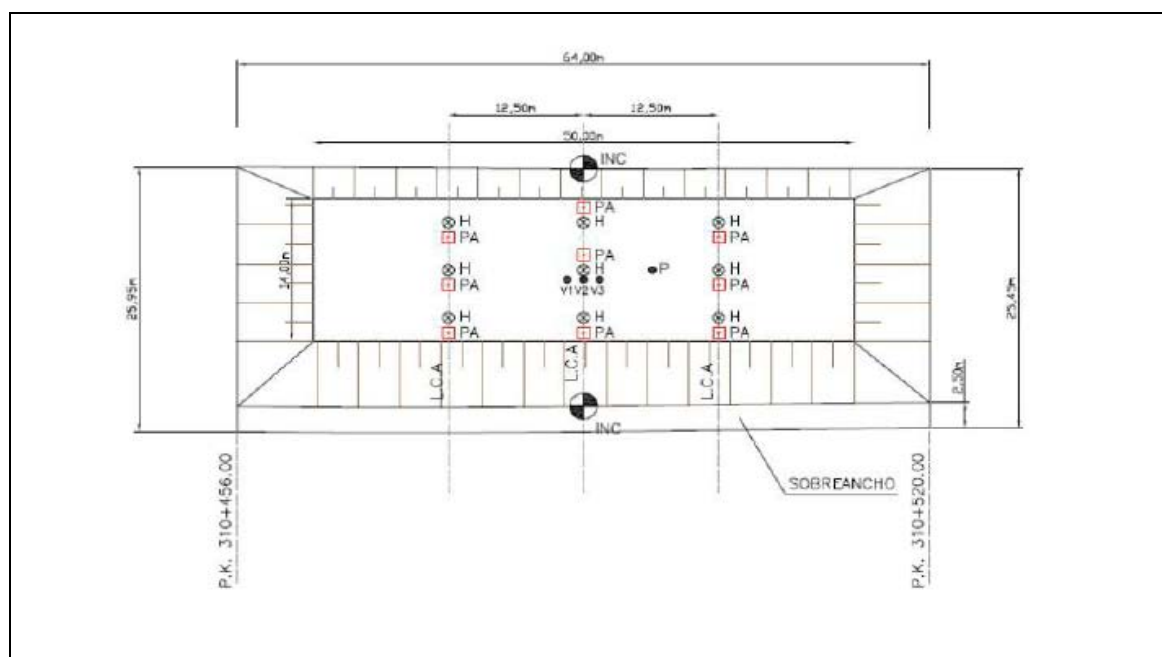 64,00m
12,50m 12,50m
50,00m
INC
PA
H H H
PA PA
PA
H H H P
PA PA
V1 V2 V3
H H H
PA PA PA
14,00m
25,95m
25,45m
2,50m
L.C.A L.C.A L.C.A
INC
SOBREANCHO
P.K. 310+456.00
P.K. 310+520.00